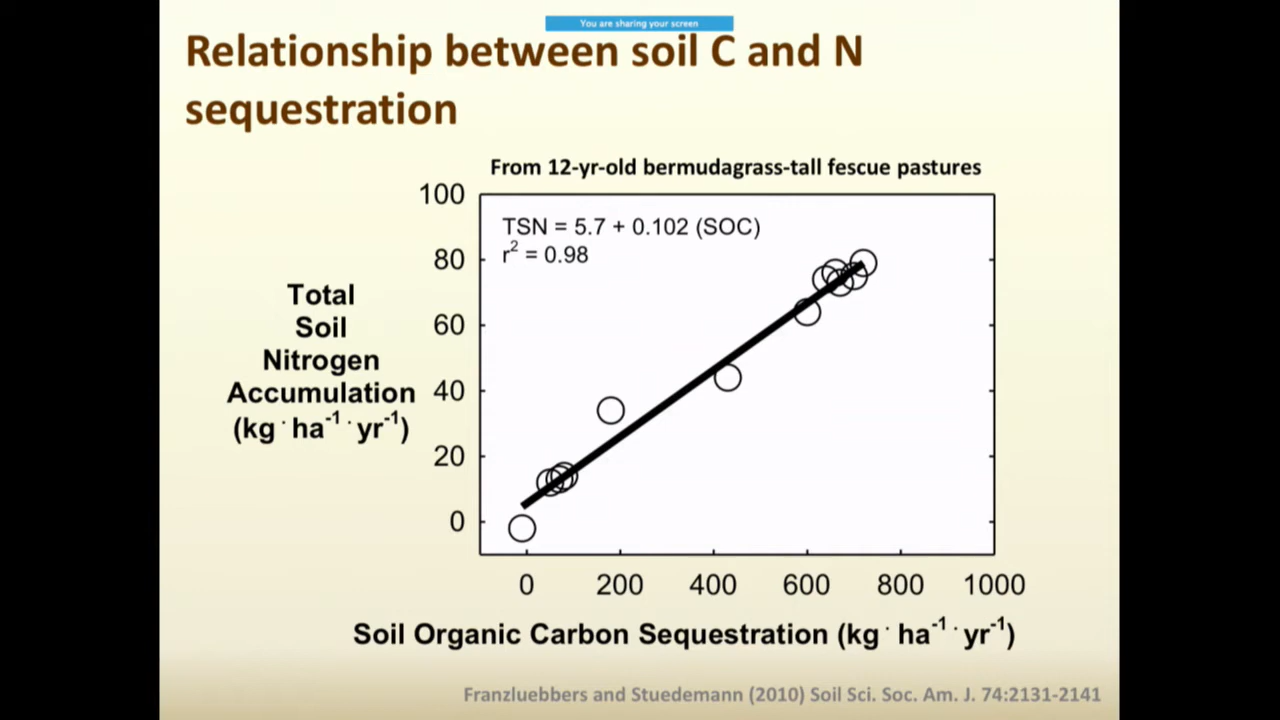 You are sharing your screen
Relationship between soil C and N
sequestration
From 12-yr-old bermudagrass-tall fescue pastures
TSN = 5.7 + 0.102 (SOC)
r² = 0.98
100
80
60
40
20
0
Total
Soil
Nitrogen
Accumulation
(kg · ha⁻¹ · yr⁻¹)
0 200 400 600 800 1000
Soil Organic Carbon Sequestration (kg · ha⁻¹ · yr⁻¹)
Franzluebbers and Stuedemann (2010) Soil Sci. Soc. Am. J. 74:2131-2141